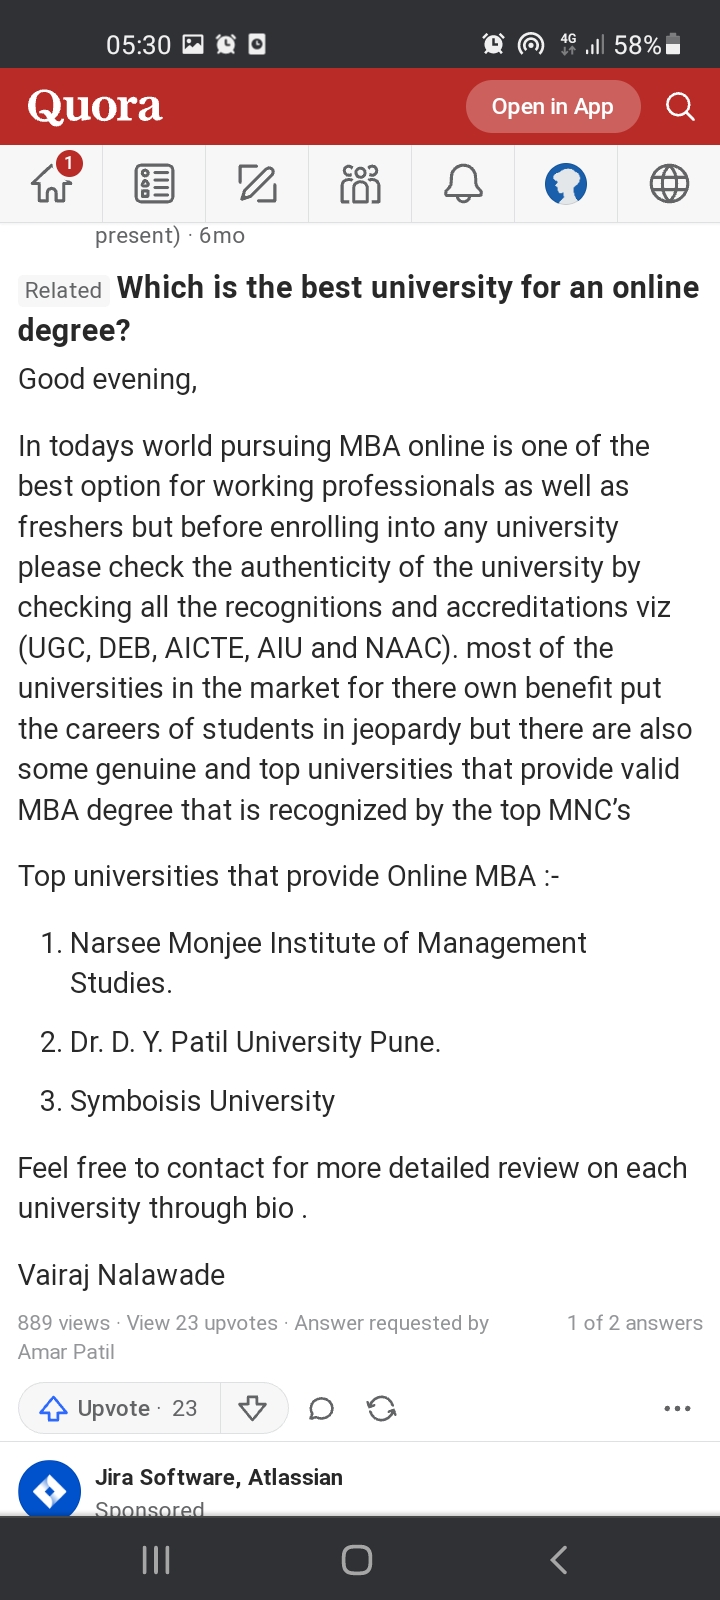 05:30
4G
58%
Quora
Open in App
1
present) · 6mo
Related Which is the best university for an online
degree?
Good evening,
In todays world pursuing MBA online is one of the
best option for working professionals as well as
freshers but before enrolling into any university
please check the authenticity of the university by
checking all the recognitions and accreditations viz
(UGC, DEB, AICTE, AIU and NAAC). most of the
universities in the market for there own benefit put
the careers of students in jeopardy but there are also
some genuine and top universities that provide valid
MBA degree that is recognized by the top MNC’s
Top universities that provide Online MBA :-
1. Narsee Monjee Institute of Management
Studies.
2. Dr. D. Y. Patil University Pune.
3. Symboisis University
Feel free to contact for more detailed review on each
university through bio .
Vairaj Nalawade
889 views · View 23 upvotes · Answer requested by
Amar Patil
1 of 2 answers
Upvote · 23
Jira Software, Atlassian
Sponsored